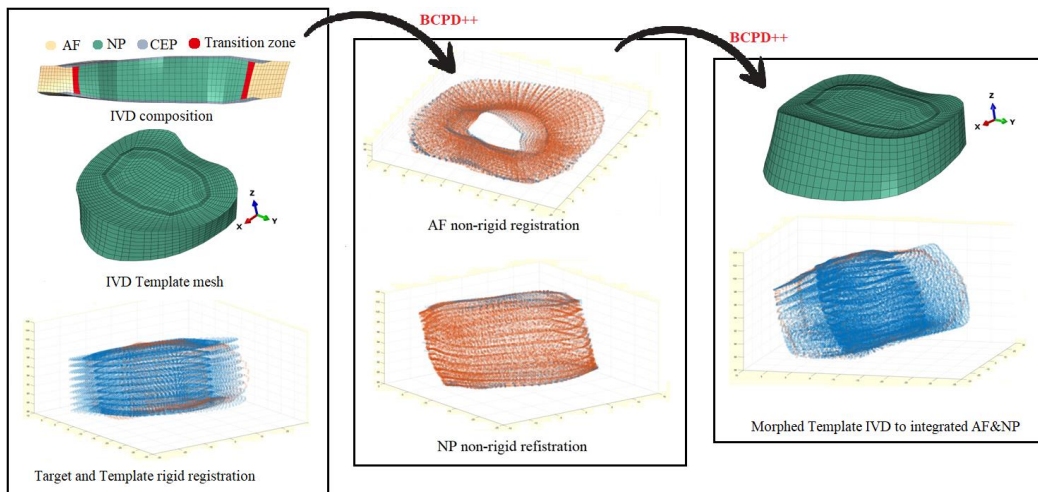 BCPD++
BCPD++
AF NP CEP Transition zone
IVD composition
Z
X Y
IVD Template mesh
Target and Template rigid registration
AF non-rigid registration
NP non-rigid refistration
Z
X Y
Morphed Template IVD to integrated AF&NP